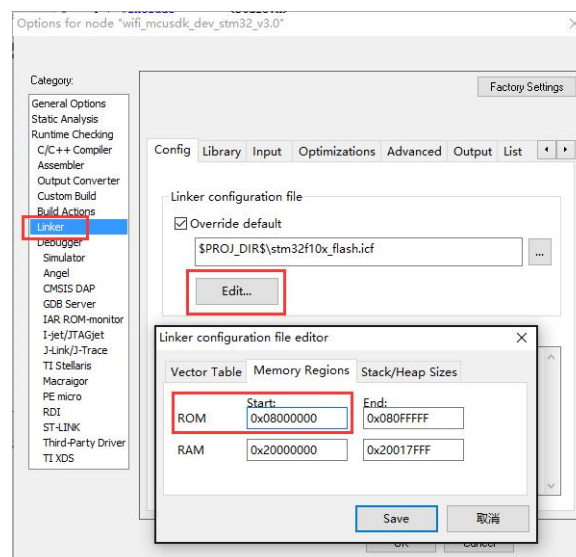 Options for node "wifi_mcusdk_dev_stm32_v3.0"
Category:
Factory Settings
General Options
Static Analysis
Runtime Checking
C/C++ Compiler
Assembler
Output Converter
Custom Build
Build Actions
Linker
Debugger
Simulator
Angel
CMSIS DAP
GDB Server
IAR ROM-monitor
I-jet/JTAGjet
J-Link/J-Trace
TI Stellaris
Macraigor
PE micro
RDI
ST-LINK
Third-Party Driver
TI XDS
Config Library Input Optimizations Advanced Output List
Linker configuration file
Override default
$PROJ_DIR$\stm32f10x_flash.icf
...
Edit...
Linker configuration file editor
Vector Table Memory Regions Stack/Heap Sizes
Start: End:
ROM 0x08000000 0x080FFFFF
RAM 0x20000000 0x20017FFF
Save 取消